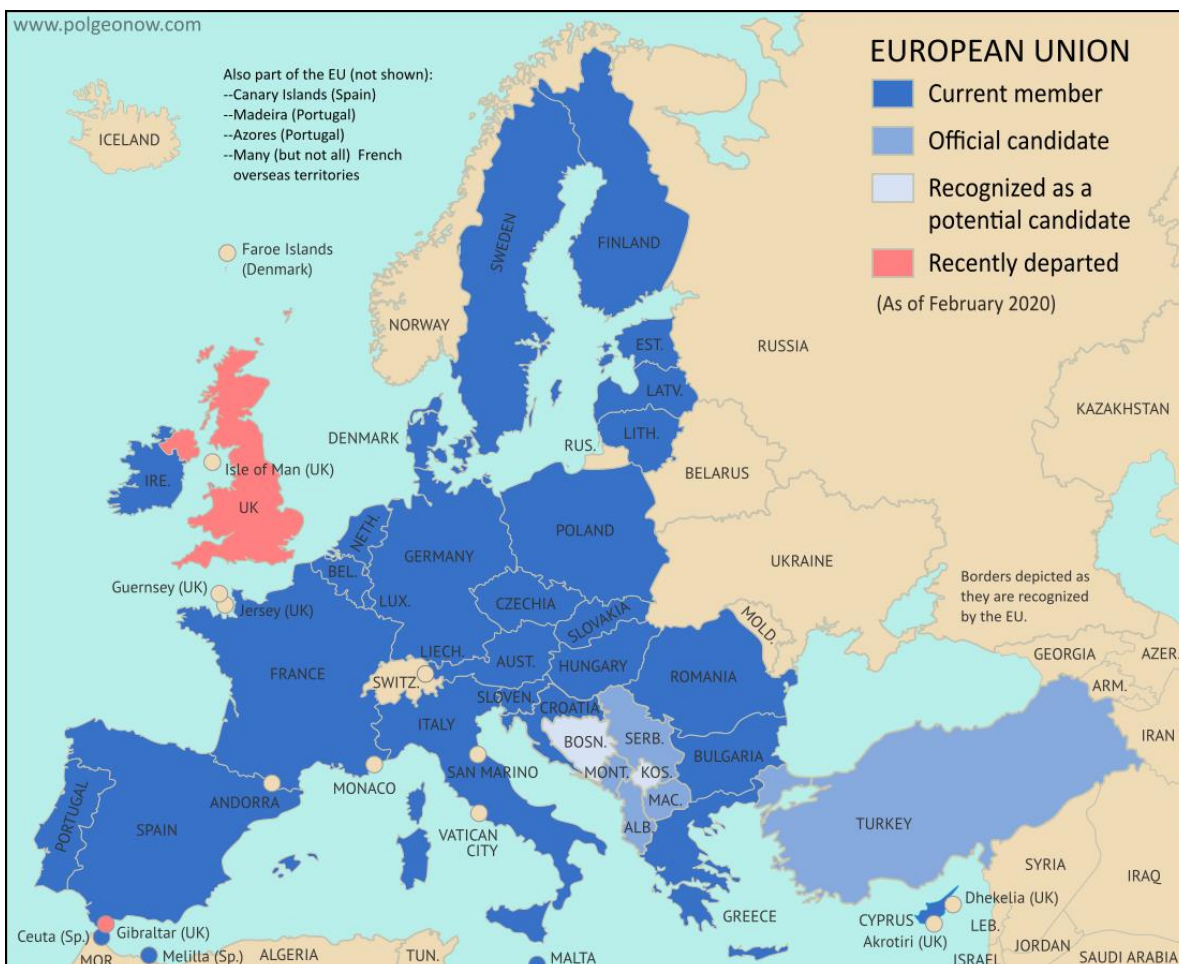 www.polgeonow.com
Also part of the EU (not shown):
--Canary Islands (Spain)
--Madeira (Portugal)
--Azores (Portugal)
--Many (but not all) French
overseas territories
EUROPEAN UNION
Current member
Official candidate
Recognized as a
potential candidate
Recently departed
(As of February 2020)
ICELAND
Faroe Islands
(Denmark)
SWEDEN
FINLAND
NORWAY
RUSSIA
EST.
LATV.
LITH.
KAZAKHSTAN
DENMARK
RUS.
BELARUS
IRE.
Isle of Man (UK)
UK
NETH.
POLAND
GERMANY
BEL.
UKRAINE
Guernsey (UK)
Jersey (UK)
LUX.
CZECHIA
SLOVAKIA
MOLD.
Borders depicted as
they are recognized
by the EU.
FRANCE
LIECH.
SWITZ.
AUST.
HUNGARY
ROMANIA
GEORGIA
AZER.
ARM.
SLOVEN.
CROATIA
ITALY
BOSN.
SERB.
IRAN
BULGARIA
SAN MARINO
MONT.
KOS.
MONACO
ANDORRA
MAC.
PORTUGAL
SPAIN
VATICAN
CITY
ALB.
TURKEY
SYRIA
IRAQ
Dhekelia (UK)
GREECE
CYPRUS
Akrotiri (UK)
LEB.
Ceuta (Sp.)
Gibraltar (UK)
JORDAN
MOR.
Melilla (Sp.)
ALGERIA
TUN.
MALTA
ISRAEL
SAUDI ARABIA